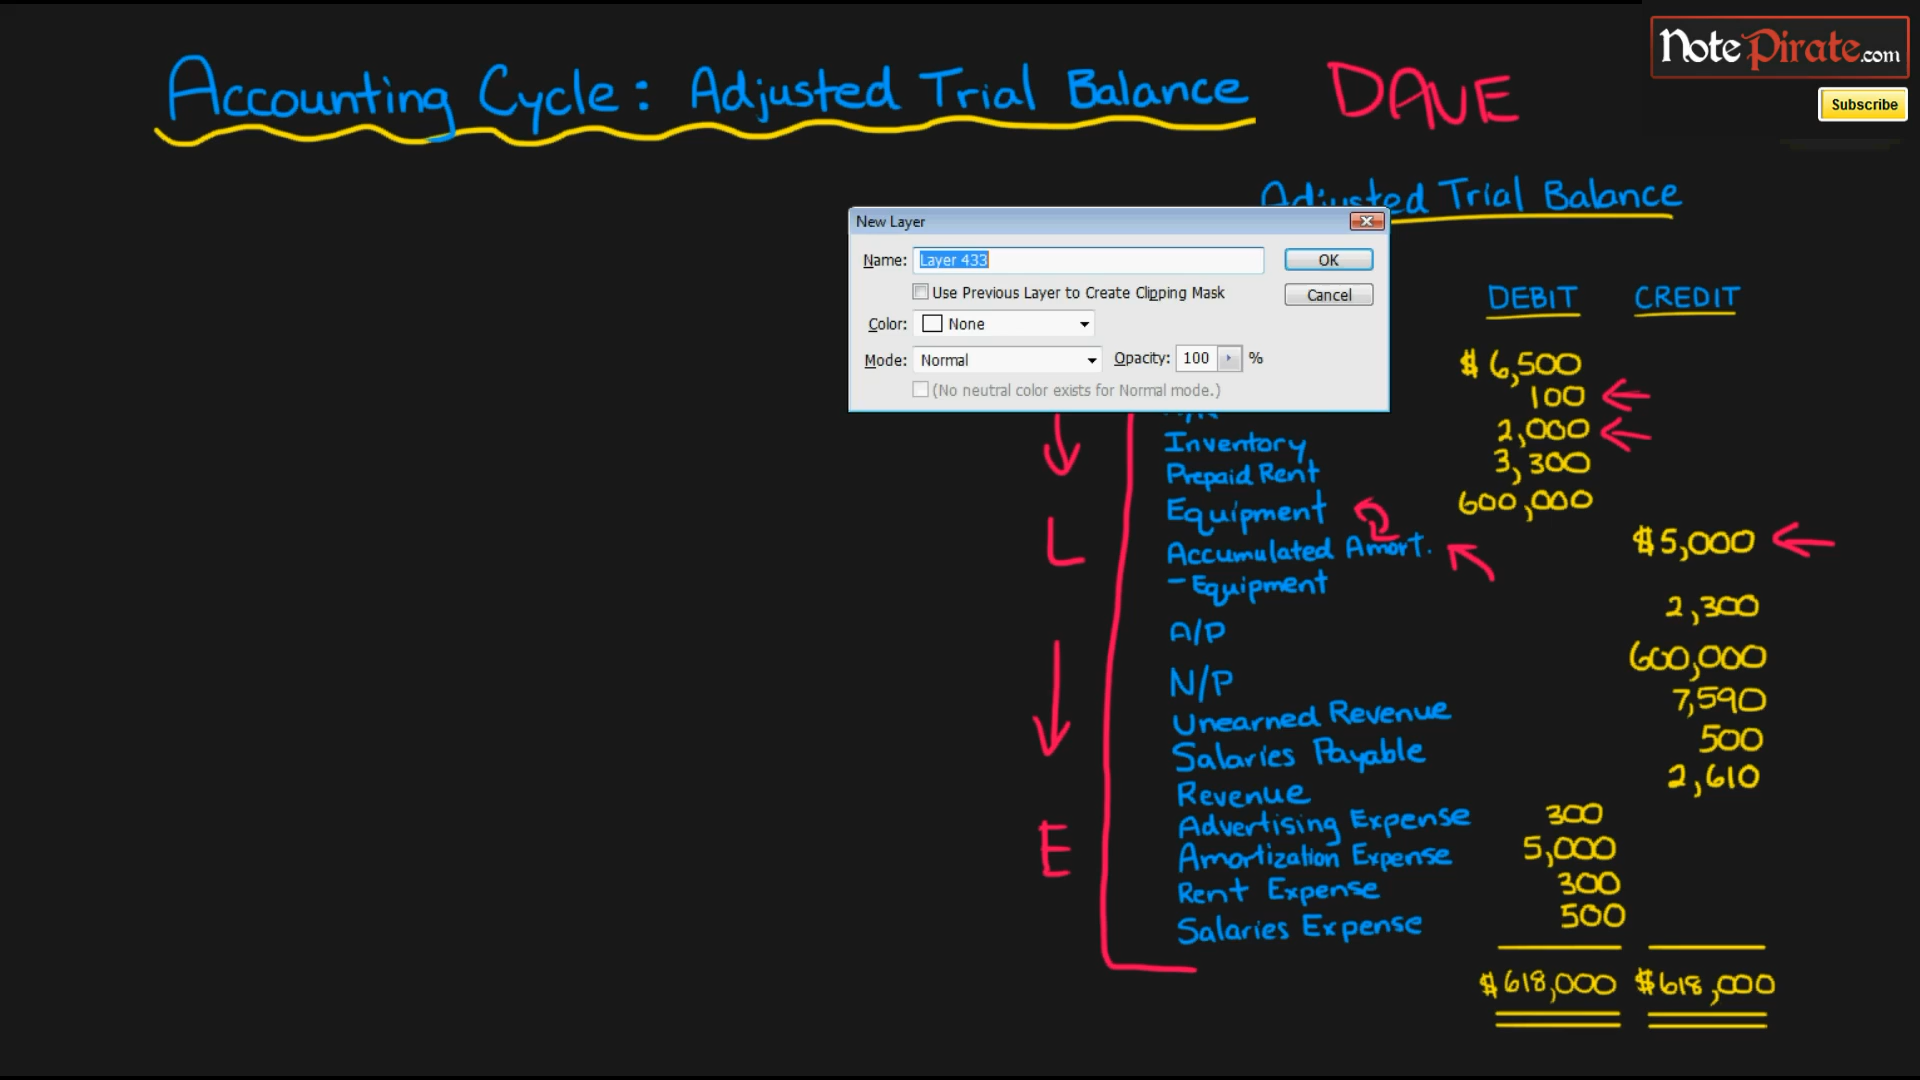 Accounting Cycle: Adjusted Trial Balance DAVE
NotePirate.com
Subscribe
Adjusted Trial Balance
New Layer
Name: Layer 433
OK
Use Previous Layer to Create Clipping Mask
Cancel
Color: None
Mode: Normal Opacity: 100 %
(No neutral color exists for Normal mode.)
DEBIT CREDIT
$ 6,500
100
Inventory 2,000
Prepaid Rent 3,300
Equipment 600,000
L
Accumulated Amort. $5,000
- Equipment
A/P 2,300
N/P 600,000
Unearned Revenue 7,590
Salaries Payable 500
Revenue 2,610
Advertising Expense 300
E
Amortization Expense 5,000
Rent Expense 300
Salaries Expense 500
$618,000 $618,000